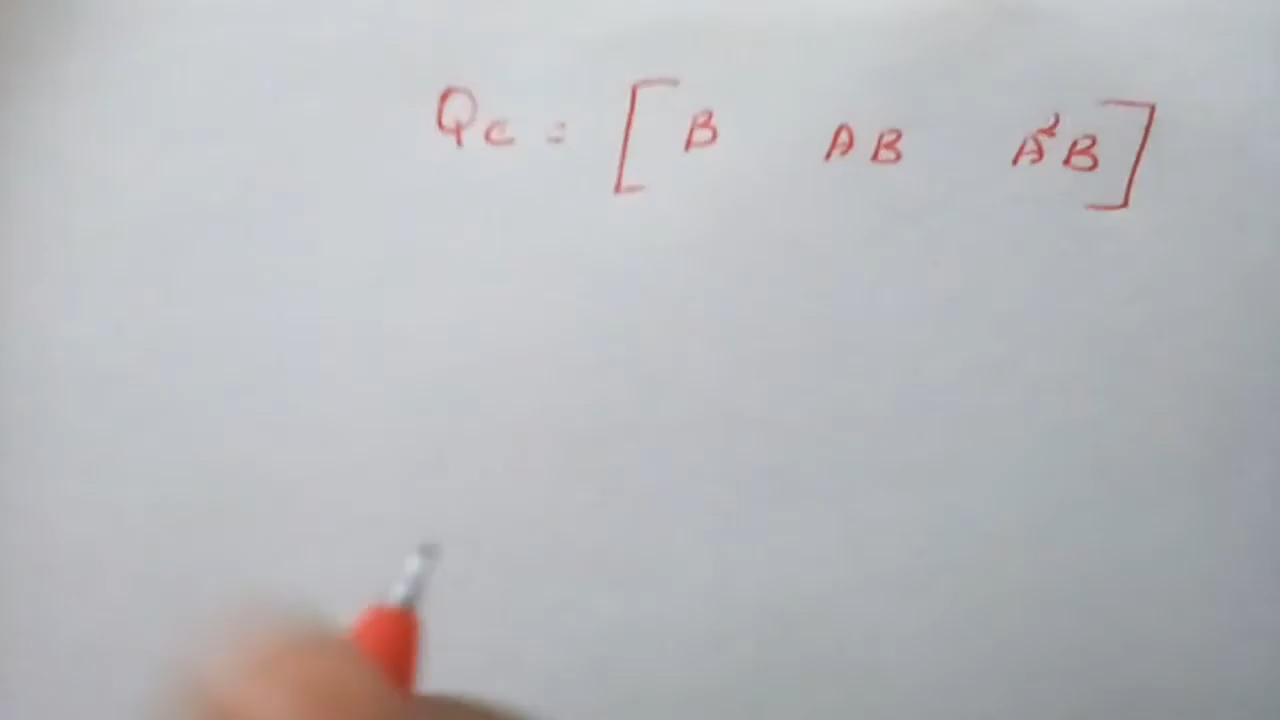 Qc = [ B AB A²B ]